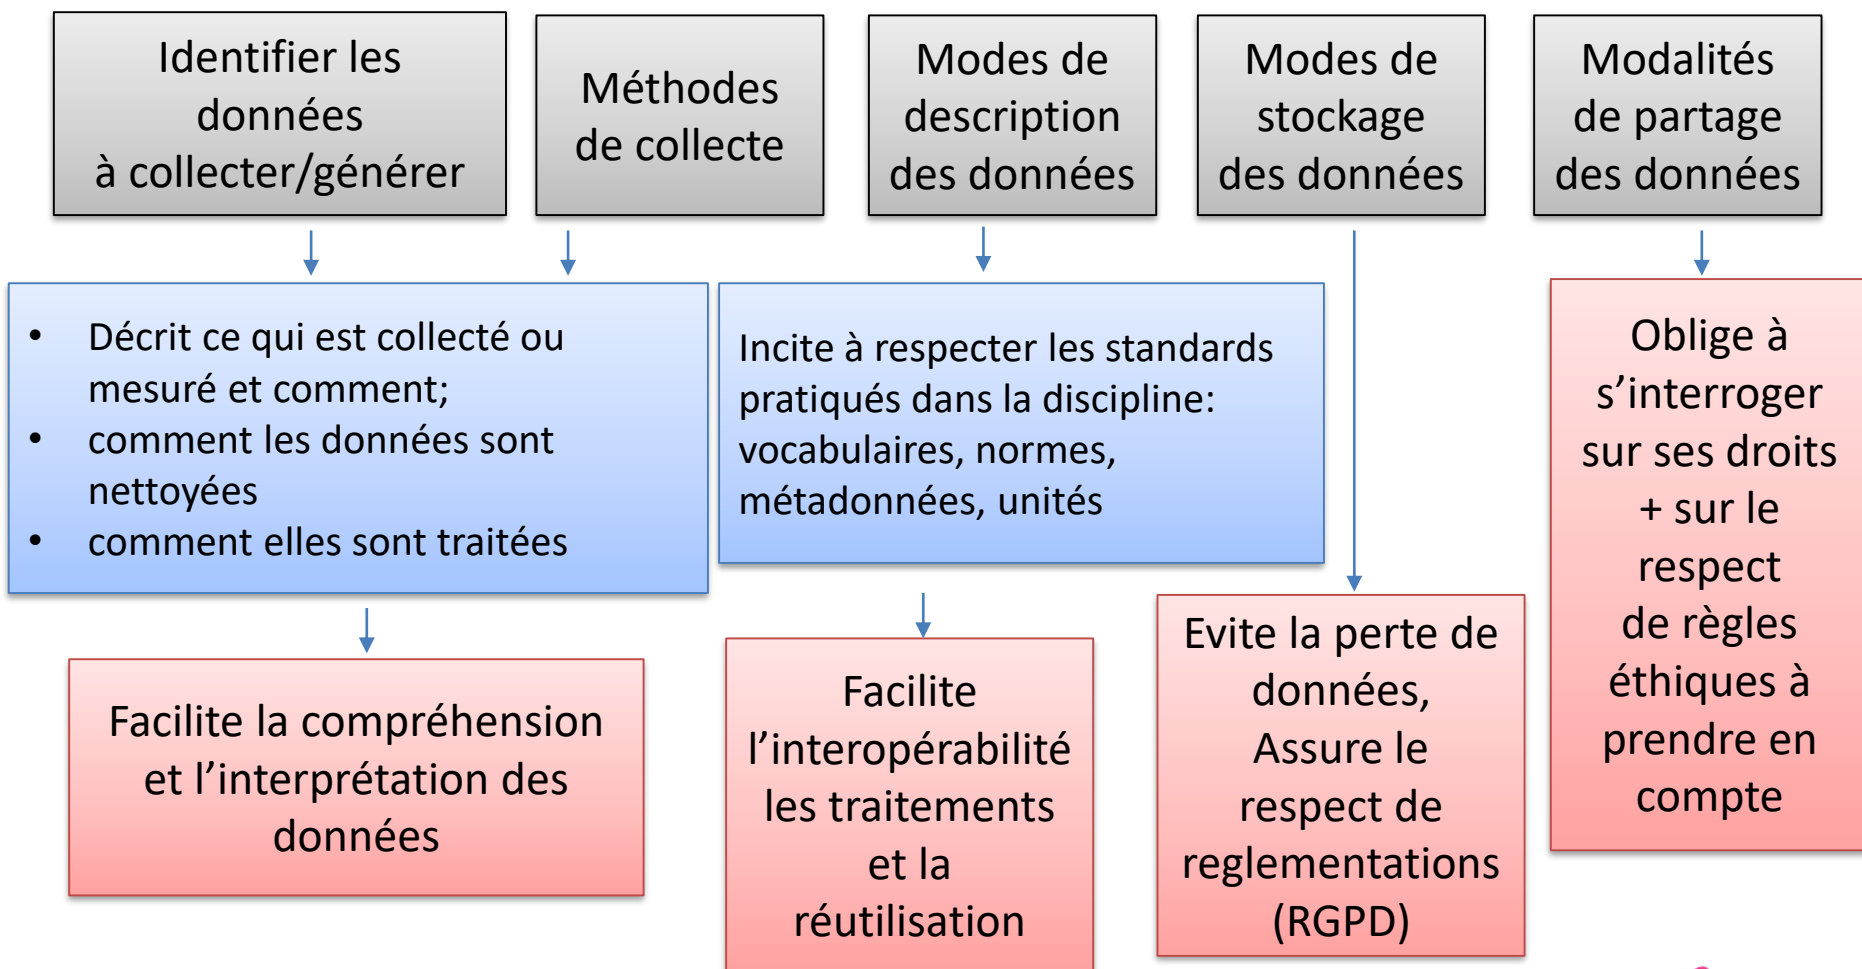 Identifier les
données
à collecter/générer
Méthodes
de collecte
Modes de
description
des données
Modes de
stockage
des données
Modalités
de partage
des données
• Décrit ce qui est collecté ou
mesuré et comment;
• comment les données sont
nettoyées
• comment elles sont traitées
Incite à respecter les standards
pratiqués dans la discipline:
vocabulaires, normes,
métadonnées, unités
Oblige à
s’interroger
sur ses droits
+ sur le
respect
de règles
éthiques à
prendre en
compte
Facilite la compréhension
et l’interprétation des
données
Facilite
l’interopérabilité
les traitements
et la
réutilisation
Evite la perte de
données,
Assure le
respect de
reglementations
(RGPD)